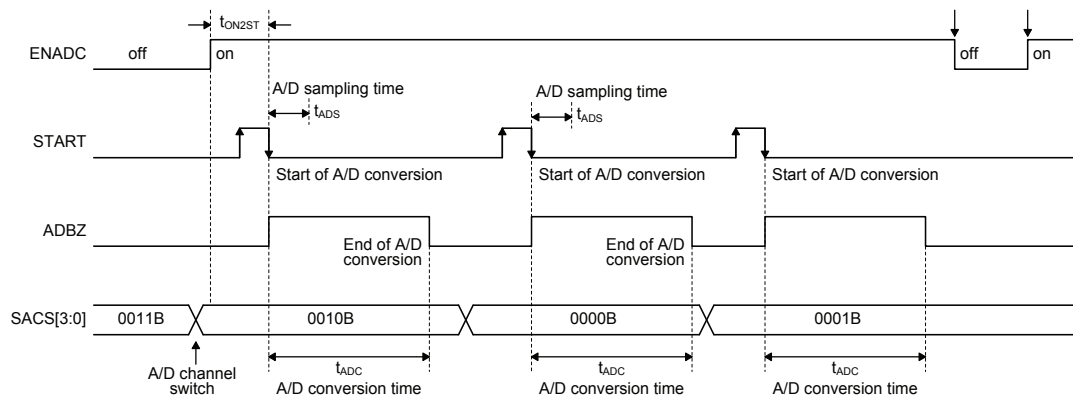 tON2ST
ENADC
off
on
off
on
A/D sampling time
tADS
A/D sampling time
tADS
START
Start of A/D conversion
Start of A/D conversion
Start of A/D conversion
ADBZ
End of A/D
conversion
End of A/D
conversion
SACS[3:0]
0011B
0010B
0000B
0001B
A/D channel
switch
tADC
A/D conversion time
tADC
A/D conversion time
tADC
A/D conversion time